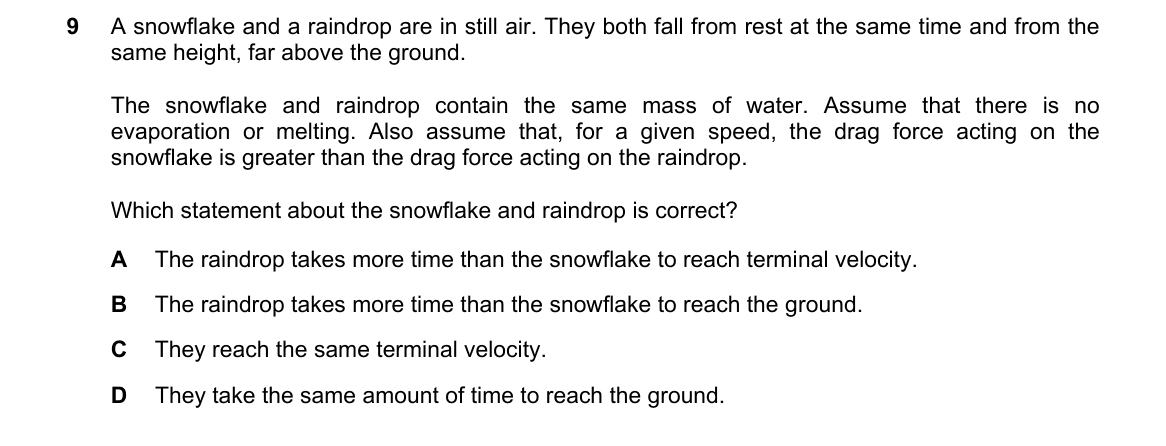 9 A snowflake and a raindrop are in still air. They both fall from rest at the same time and from the
same height, far above the ground.
The snowflake and raindrop contain the same mass of water. Assume that there is no
evaporation or melting. Also assume that, for a given speed, the drag force acting on the
snowflake is greater than the drag force acting on the raindrop.
Which statement about the snowflake and raindrop is correct?
A The raindrop takes more time than the snowflake to reach terminal velocity.
B The raindrop takes more time than the snowflake to reach the ground.
C They reach the same terminal velocity.
D They take the same amount of time to reach the ground.